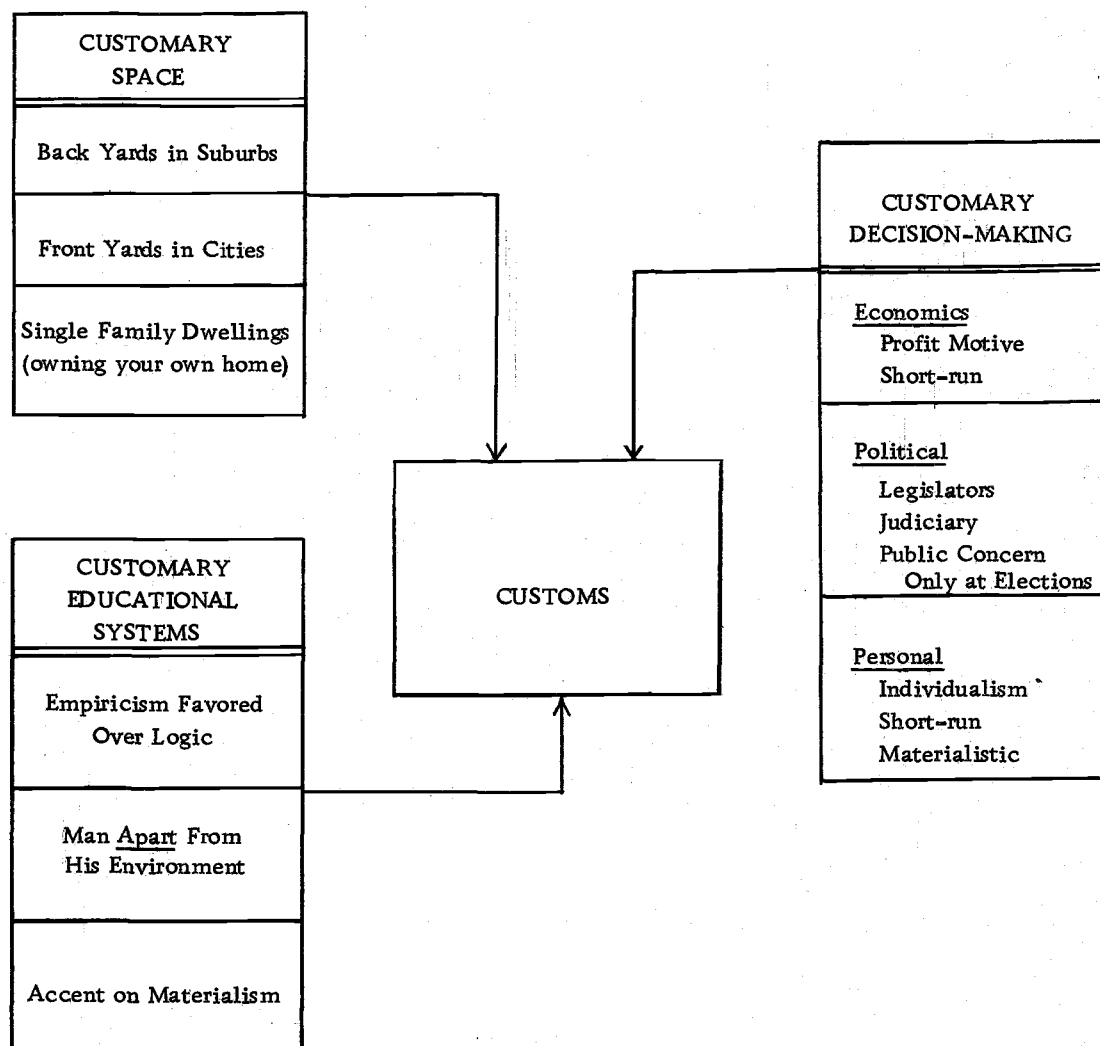 CUSTOMARY
SPACE
Back Yards in Suburbs
Front Yards in Cities
Single Family Dwellings
(owning your own home)
CUSTOMARY
EDUCATIONAL
SYSTEMS
Empiricism Favored
Over Logic
Man Apart From
His Environment
Accent on Materialism
CUSTOMS
CUSTOMARY
DECISION-MAKING
Economics
Profit Motive
Short-run
Political
Legislators
Judiciary
Public Concern
Only at Elections
Personal
Individualism
Short-run
Materialistic